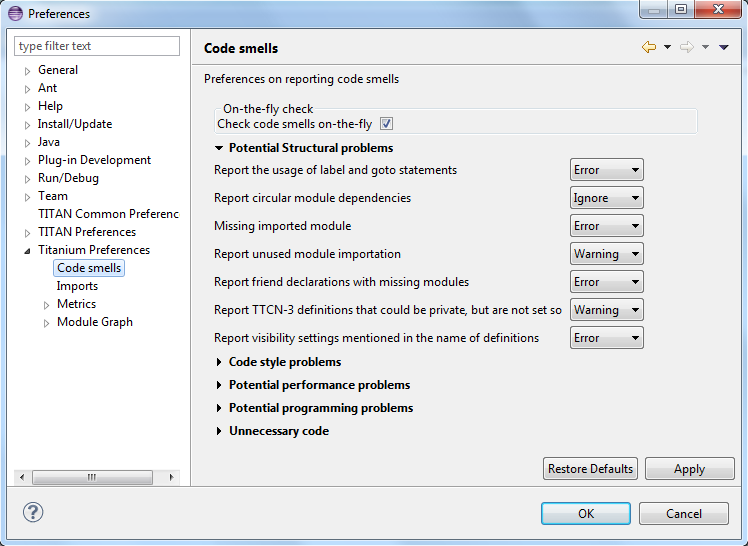 Preferences
type filter text
General
Ant
Help
Install/Update
Java
Plug-in Development
Run/Debug
Team
TITAN Common Preferenc
TITAN Preferences
Titanium Preferences
Code smells
Imports
Metrics
Module Graph
Code smells
Preferences on reporting code smells
On-the-fly check
Check code smells on-the-fly
Potential Structural problems
Report the usage of label and goto statements Error
Report circular module dependencies Ignore
Missing imported module Error
Report unused module importation Warning
Report friend declarations with missing modules Error
Report TTCN-3 definitions that could be private, but are not set so Warning
Report visibility settings mentioned in the name of definitions Error
Code style problems
Potential performance problems
Potential programming problems
Unnecessary code
Restore Defaults Apply
? OK Cancel